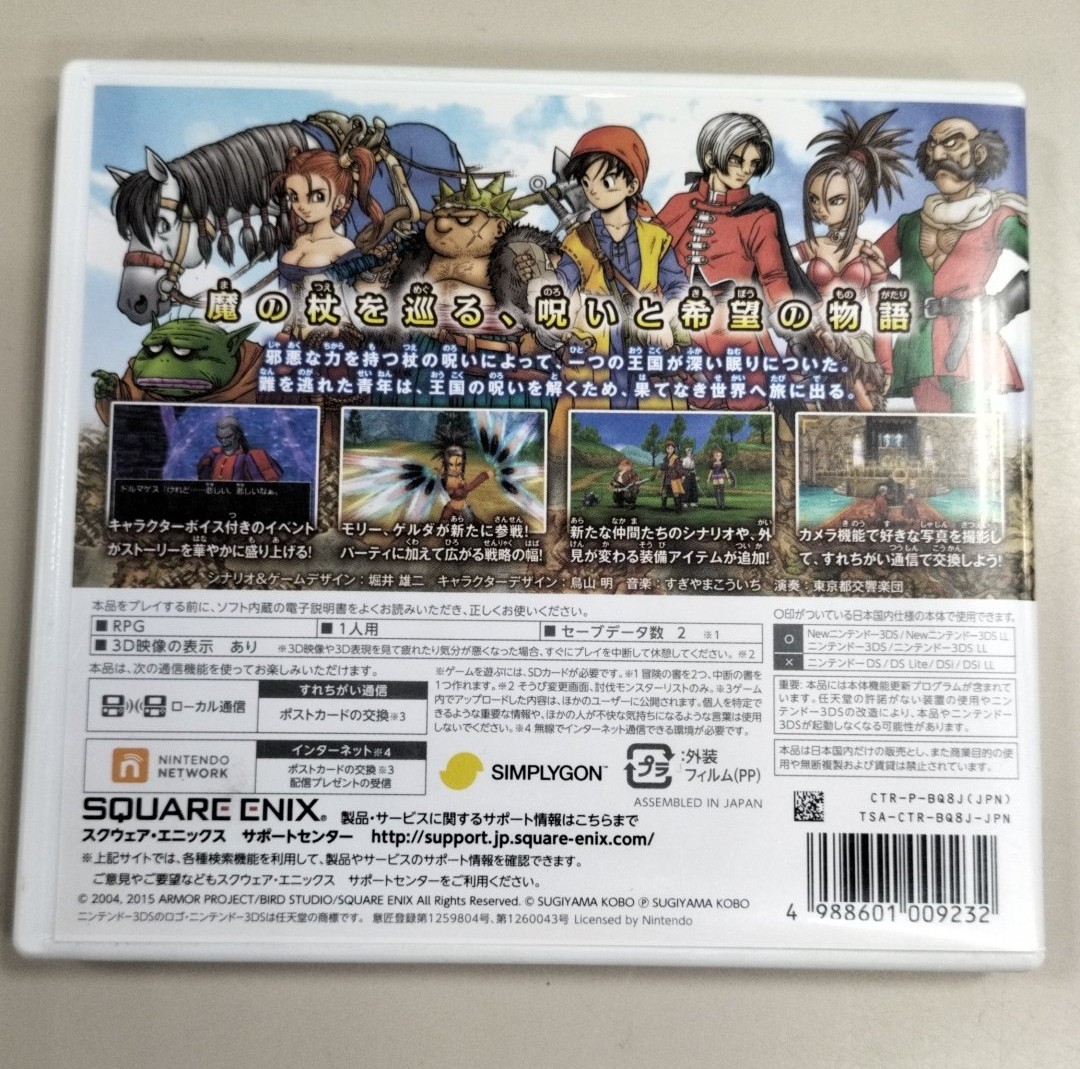 魔の杖を巡る、呪いと希望の物語
邪悪な力を持つ杖の呪いによって、一つの王国が深い眠りについた。
難を逃れた青年は、王国の呪いを解くため、果てなき世界へ旅に出る。
ドルマゲス「けれど……悲しい。悲しいなぁ。
キャラクターボイス付きのイベント
がストーリーを華やかに盛り上げる!
モリー、ゲルダが新たに参戦!
パーティに加えて広がる戦略の幅!
新たな仲間たちのシナリオや、外
見が変わる装備アイテムが追加!
カメラ機能で好きな写真を撮影し
て、すれちがい通信で交換しよう!
シナリオ&ゲームデザイン:堀井 雄二 キャラクターデザイン:鳥山 明 音楽:すぎやまこういち 演奏:東京都交響楽団
本品をプレイする前に、ソフト内蔵の電子説明書をよくお読みいただき、正しくお使いください。
■RPG ■1人用 ■セーブデータ数 2 ※1
■3D映像の表示 あり ※3D映像や3D表現を見て疲れたり気分が悪くなった場合、すぐにプレイを中断して休憩してください。※2
本品は、次の通信機能を使ってお楽しみいただけます。
ローカル通信
すれちがい通信
ポストカードの交換※3
NINTENDO
NETWORK
インターネット※4
ポストカードの交換※3
配信プレゼントの受信
※ゲームを遊ぶには、SDカードが必要です。※1 冒険の書を2つ、中断の書を
1つ作れます。※2 そうび変更画面、討伐モンスターリストのみ。※3ゲーム
内でアップロードした内容は、ほかのユーザーに公開されます。個人を特定で
きるような重要な情報や、ほかの人が不快な気持ちになるような言葉は使用
しないでください。※4 無線でインターネット通信できる環境が必要です。
SIMPLYGON™
プラ
:外装
フィルム(PP)
ASSEMBLED IN JAPAN
○印がついている日本国内仕様の本体で使用できます。
○ Newニンテンドー3DS/Newニンテンドー3DS LL
ニンテンドー3DS/ニンテンドー3DS LL
× ニンテンドーDS/DS Lite/DSi/DSi LL
重要:本品には本体機能更新プログラムが含まれて
います。任天堂の許諾がない装置の使用やニン
テンドー3DSの改造により、本品やニンテンドー
3DSが起動しなくなる可能性があります。
本品は日本国内だけの販売とし、また商業目的の使
用や無断複製および賃貸は禁止されています。
CTR-P-BQ8J(JPN)
TSA-CTR-BQ8J-JPN
SQUARE ENIX® 製品・サービスに関するサポート情報はこちらまで
スクウェア・エニックス サポートセンター http://support.jp.square-enix.com/
※上記サイトでは、各種検索機能を利用して、製品やサービスのサポート情報を確認できます。
ご意見やご要望などもスクウェア・エニックス サポートセンターをご利用ください。
© 2004, 2015 ARMOR PROJECT/BIRD STUDIO/SQUARE ENIX All Rights Reserved. © SUGIYAMA KOBO ℗ SUGIYAMA KOBO
ニンテンドー3DSのロゴ・ニンテンドー3DSは任天堂の商標です。 意匠登録第1259804号、第1260043号 Licensed by Nintendo
4 988601 009232